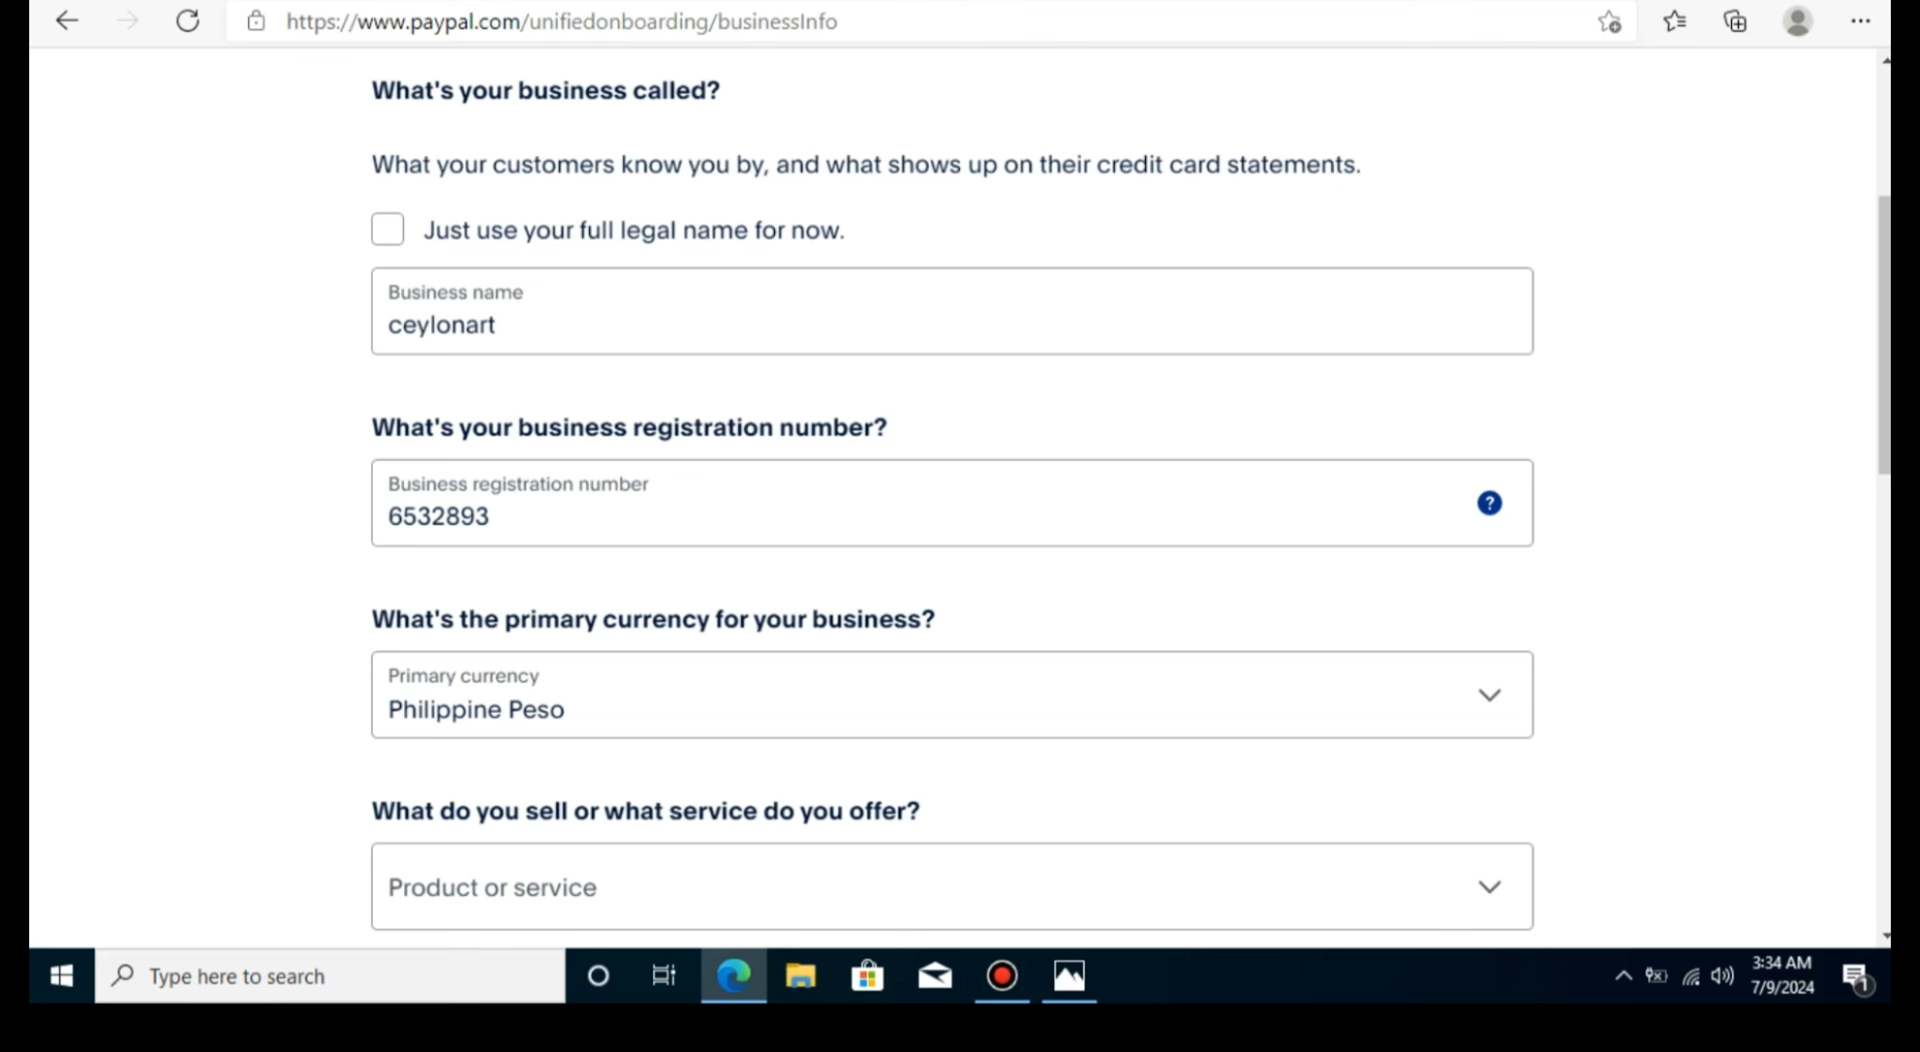 https://www.paypal.com/unifiedonboarding/businessInfo
What's your business called?
What your customers know you by, and what shows up on their credit card statements.
Just use your full legal name for now.
Business name
ceylonart
What's your business registration number?
Business registration number
6532893
?
What's the primary currency for your business?
Primary currency
Philippine Peso
What do you sell or what service do you offer?
Product or service
Type here to search
3:34 AM
7/9/2024
1